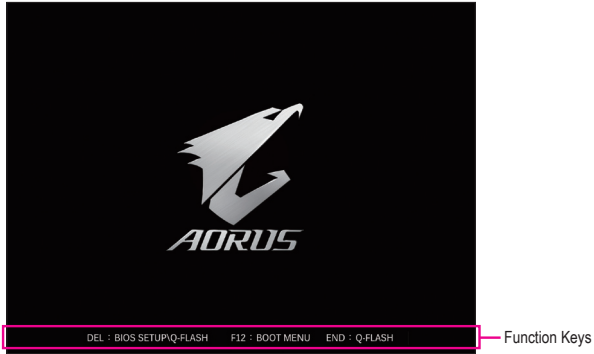 AORUS
DEL : BIOS SETUP\Q-FLASH F12 : BOOT MENU END : Q-FLASH
Function Keys